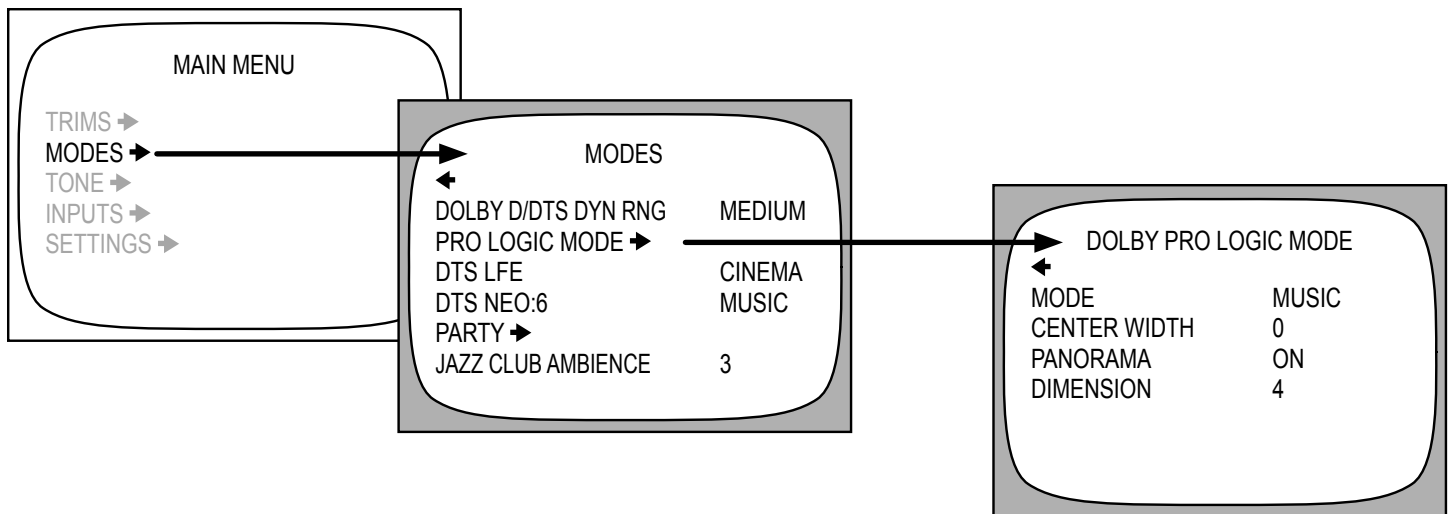 MAIN MENU
TRIMS
MODES
TONE
INPUTS
SETTINGS
MODES
DOLBY D/DTS DYN RNG MEDIUM
PRO LOGIC MODE
DTS LFE CINEMA
DTS NEO:6 MUSIC
PARTY
JAZZ CLUB AMBIENCE 3
DOLBY PRO LOGIC MODE
MODE MUSIC
CENTER WIDTH 0
PANORAMA ON
DIMENSION 4